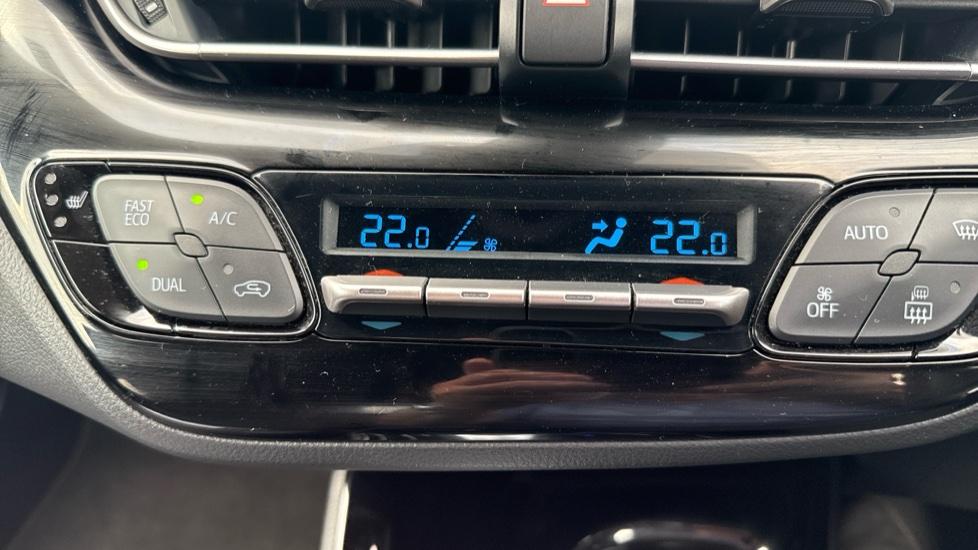 FAST
ECO
A/C
DUAL
22.0
22.0
AUTO
OFF